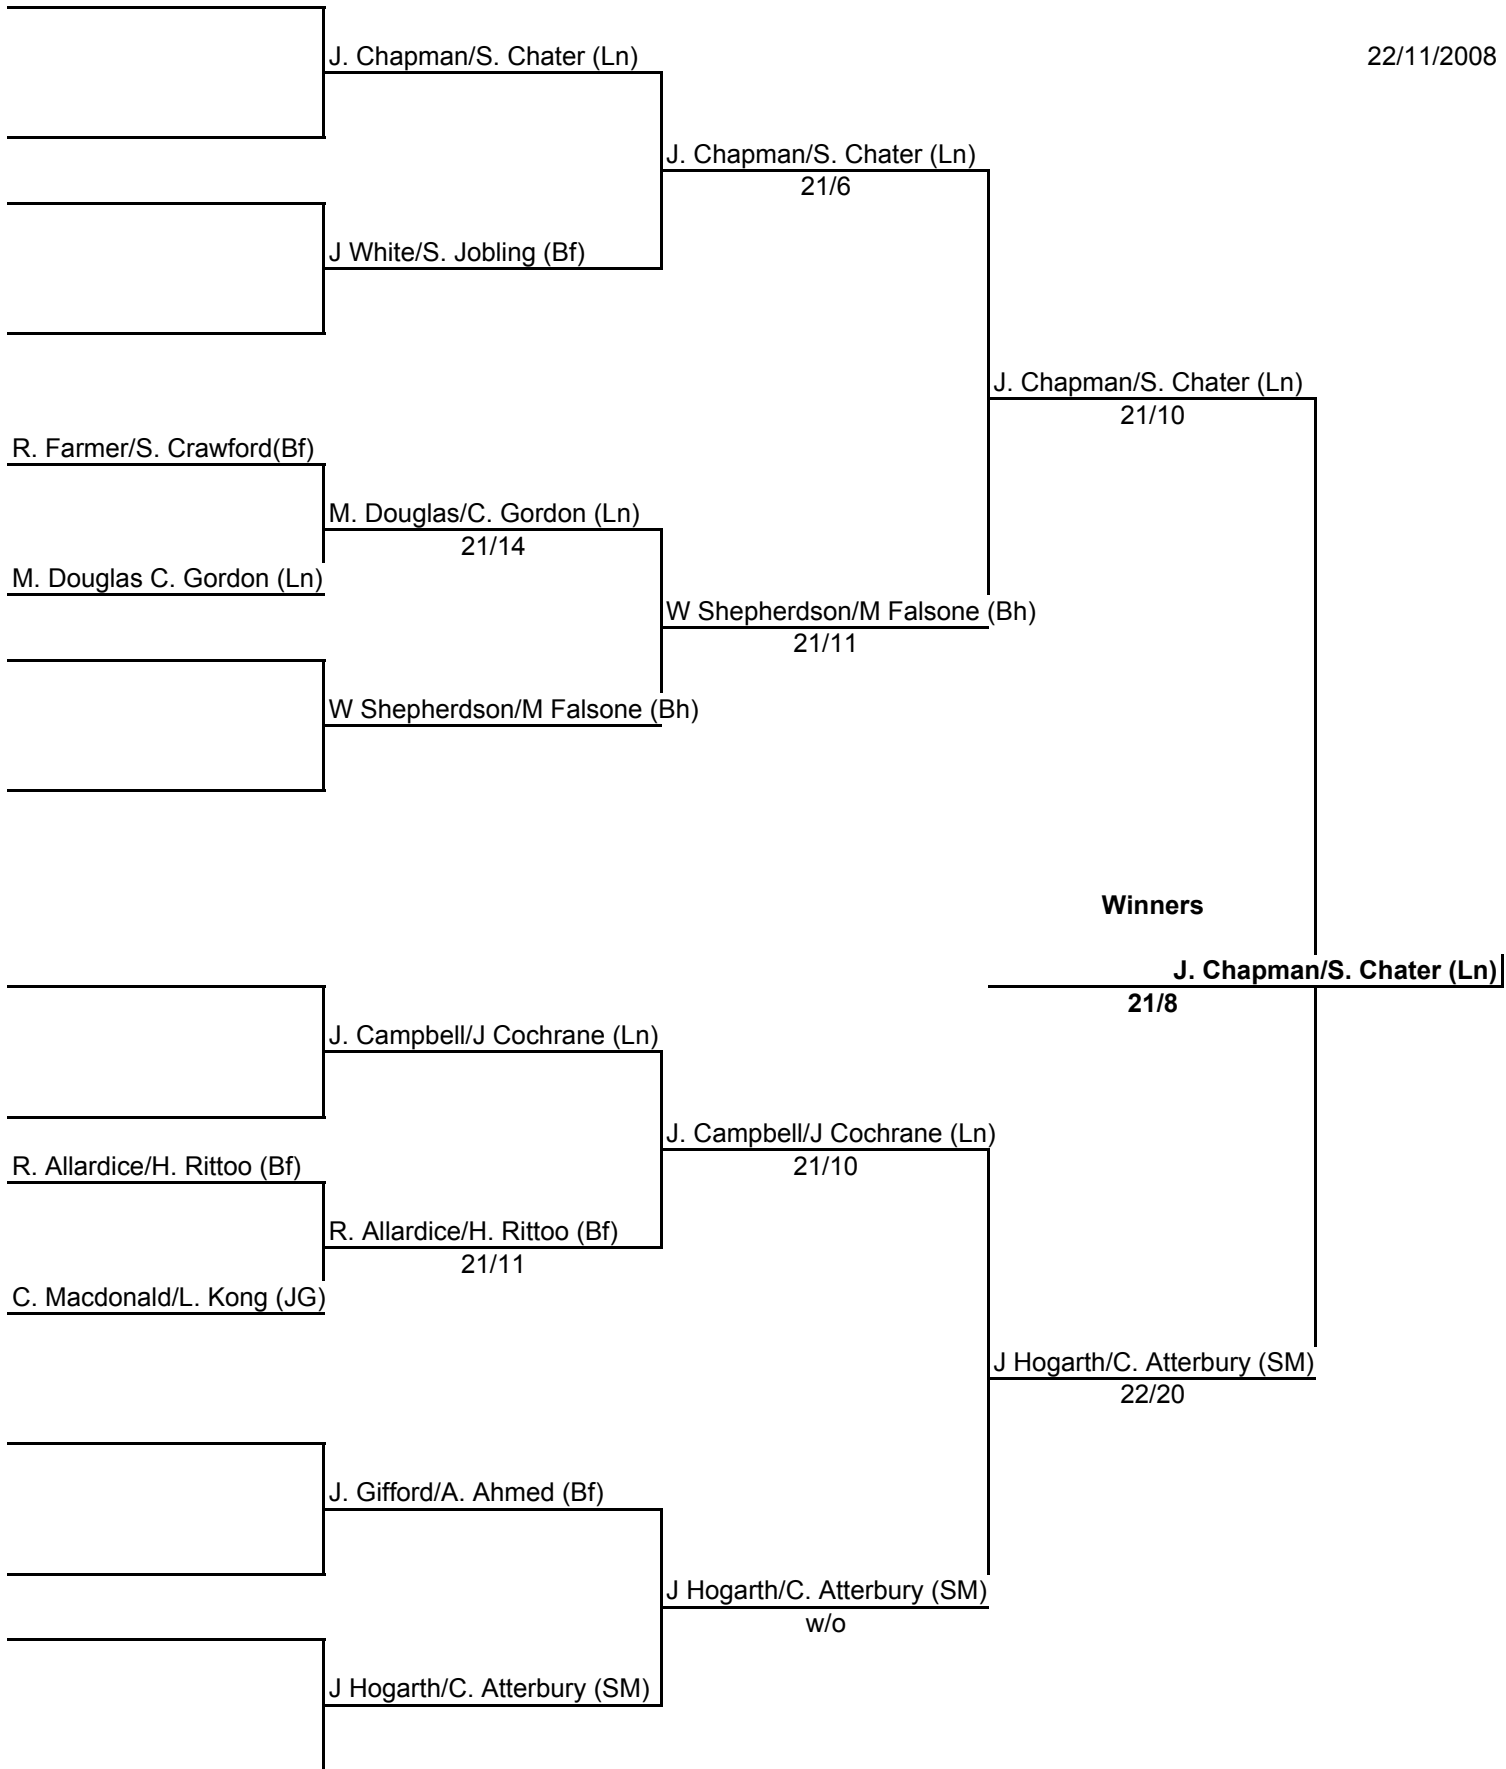 J. Chapman/S. Chater (Ln)
22/11/2008
J. Chapman/S. Chater (Ln)
21/6
J White/S. Jobling (Bf)
J. Chapman/S. Chater (Ln)
21/10
R. Farmer/S. Crawford(Bf)
M. Douglas/C. Gordon (Ln)
21/14
M. Douglas C. Gordon (Ln)
W Shepherdson/M Falsone (Bh)
21/11
W Shepherdson/M Falsone (Bh)
Winners
J. Chapman/S. Chater (Ln)
21/8
J. Campbell/J Cochrane (Ln)
J. Campbell/J Cochrane (Ln)
21/10
R. Allardice/H. Rittoo (Bf)
R. Allardice/H. Rittoo (Bf)
21/11
C. Macdonald/L. Kong (JG)
J Hogarth/C. Atterbury (SM)
22/20
J. Gifford/A. Ahmed (Bf)
J Hogarth/C. Atterbury (SM)
w/o
J Hogarth/C. Atterbury (SM)